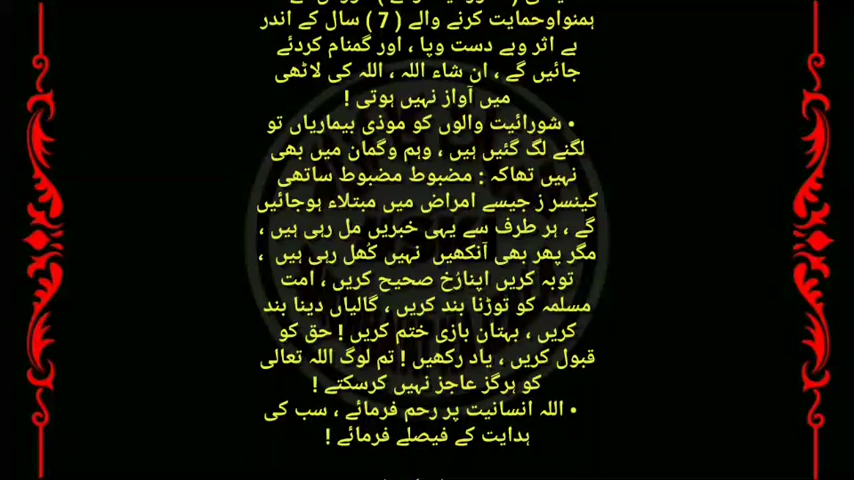 ہمنواوحمایت کرنے والے ( 7 ) سال کے اندر
بے اثر وبے دست وپا ، اور گمنام کردئے
جائیں گے ، ان شاء اللہ ، اللہ کی لاٹھی
میں آواز نہیں ہوتی !
• شورائیت والوں کو موذی بیماریاں تو
لگنے لگ گئیں ہیں ، وہم وگمان میں بھی
نہیں تھاکہ : مضبوط مضبوط ساتھی
کینسر ز جیسے امراض میں مبتلاء ہوجائیں
گے ، ہر طرف سے یہی خبریں مل رہی ہیں ،
مگر پھر بھی آنکھیں نہیں کُھل رہی ہیں ،
توبہ کریں اپنارُخ صحیح کریں ، امت
مسلمہ کو توڑنا بند کریں ، گالیاں دینا بند
کریں ، بہتان بازی ختم کریں ! حق کو
قبول کریں ، یاد رکھیں ! تم لوگ اللہ تعالی
کو ہرگز عاجز نہیں کرسکتے !
• اللہ انسانیت پر رحم فرمائے ، سب کی
ہدایت کے فیصلے فرمائے !